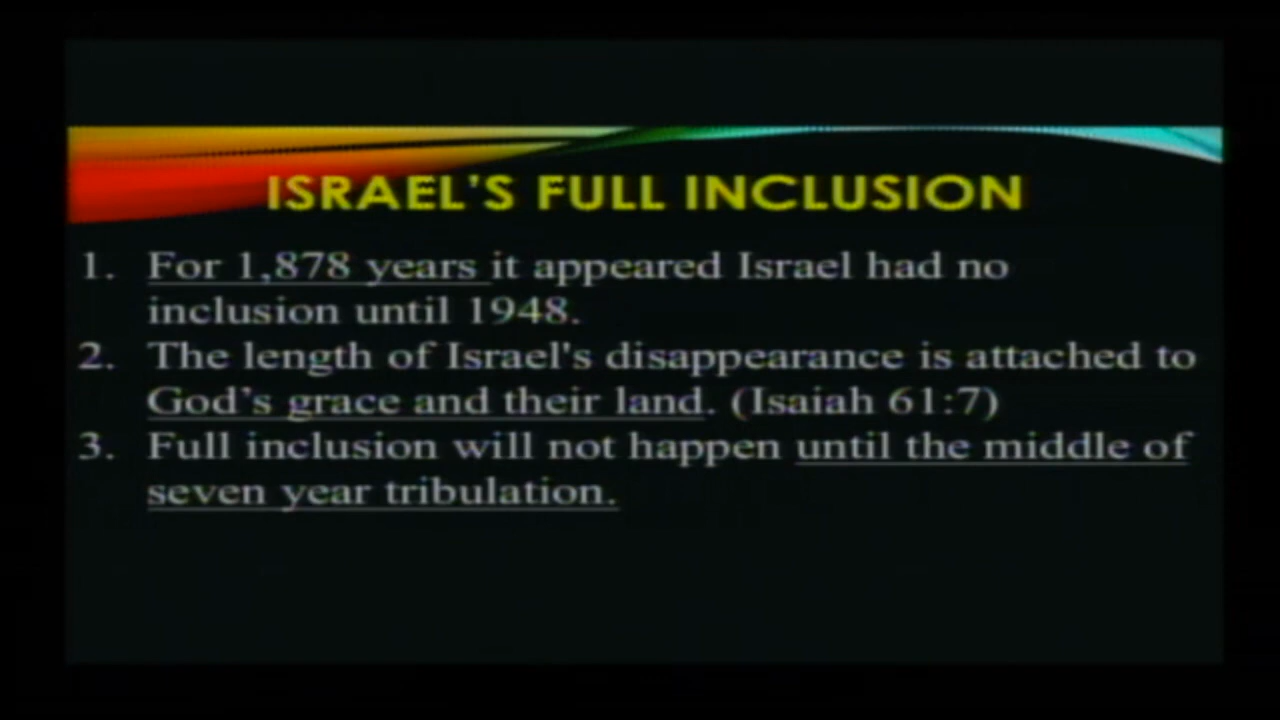 ISRAEL'S FULL INCLUSION
1. For 1,878 years it appeared Israel had no
inclusion until 1948.
2. The length of Israel's disappearance is attached to
God's grace and their land. (Isaiah 61:7)
3. Full inclusion will not happen until the middle of
seven year tribulation.